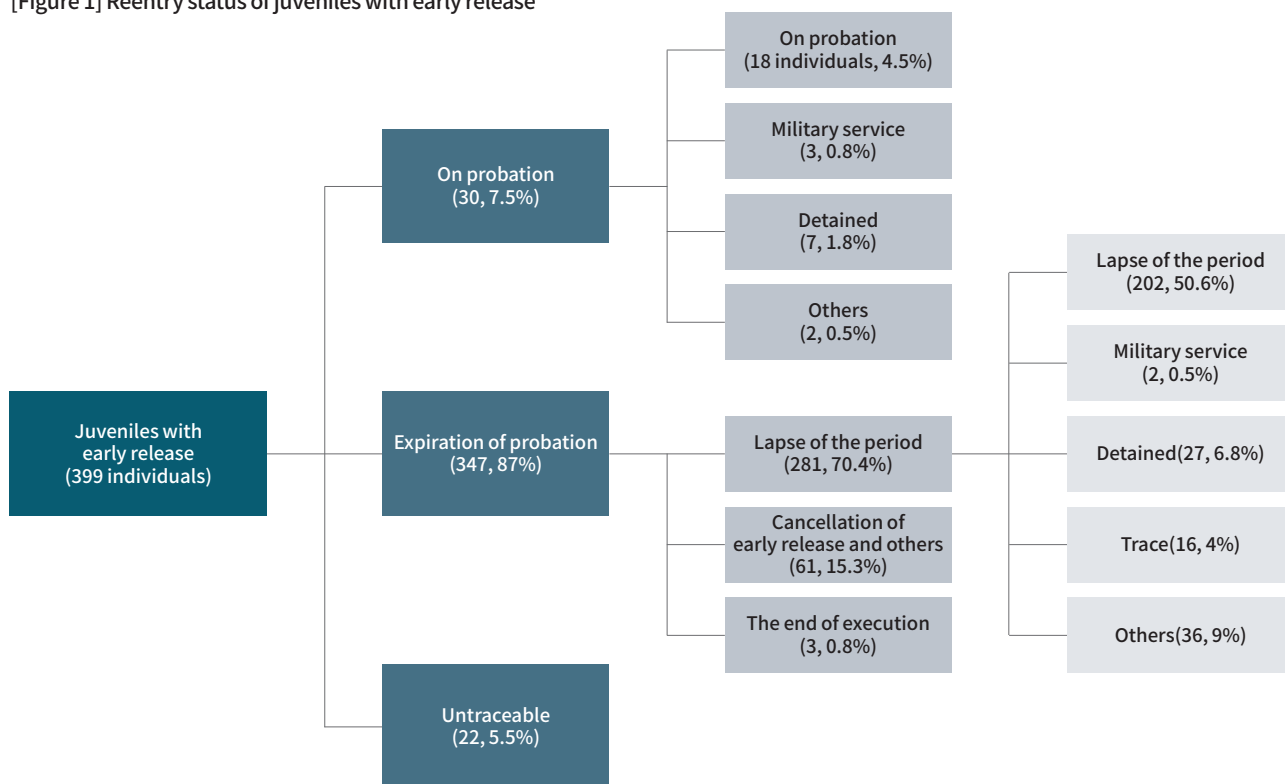 [Figure 1] Reentry status of juveniles with early release
Juveniles with
early release
(399 individuals)
On probation
(30, 7.5%)
On probation
(18 individuals, 4.5%)
Military service
(3, 0.8%)
Detained
(7, 1.8%)
Others
(2, 0.5%)
Expiration of probation
(347, 87%)
Lapse of the period
(281, 70.4%)
Lapse of the period
(202, 50.6%)
Military service
(2, 0.5%)
Detained(27, 6.8%)
Trace(16, 4%)
Others(36, 9%)
Cancellation of
early release and others
(61, 15.3%)
The end of execution
(3, 0.8%)
Untraceable
(22, 5.5%)